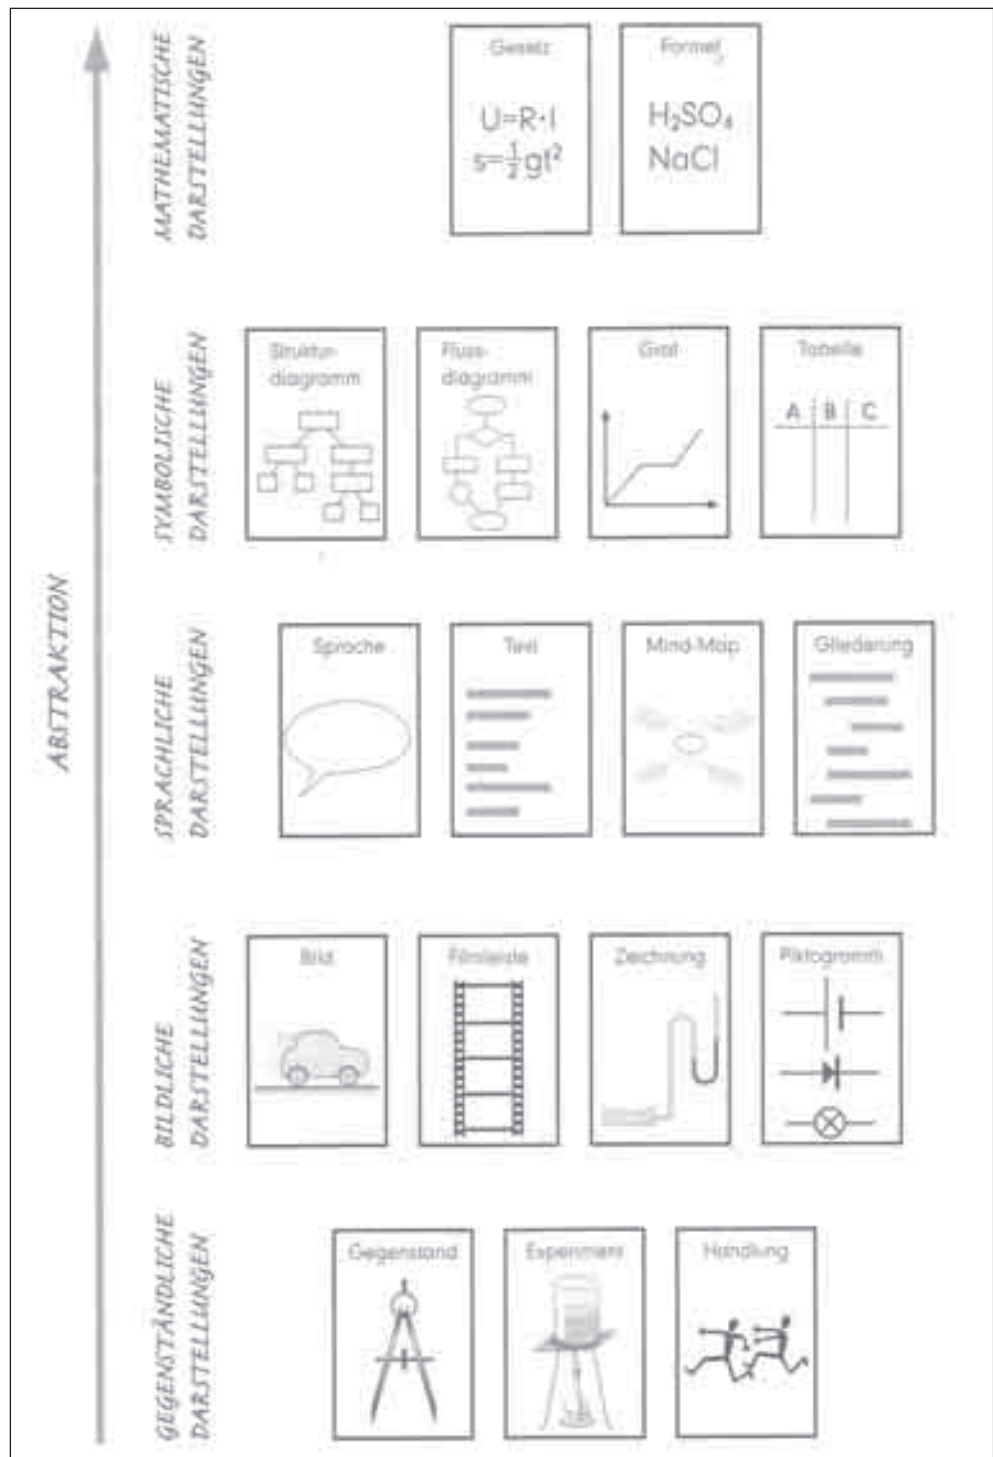 ABSTRAKTION
MATHEMATISCHE
DARSTELLUNGEN
Gesetz
U=R·I
s=½gt²
Formel
H₂SO₄
NaCl
SYMBOLISCHE
DARSTELLUNGEN
Struktur-
diagramm
Fluss-
diagramm
Graf
Tabelle
A B C
SPRACHLICHE
DARSTELLUNGEN
Sprache
Text
Mind-Map
Gliederung
BILDLICHE
DARSTELLUNGEN
Bild
Filmleiste
Zeichnung
Piktogramm
GEGENSTÄNDLICHE
DARSTELLUNGEN
Gegenstand
Experiment
Handlung